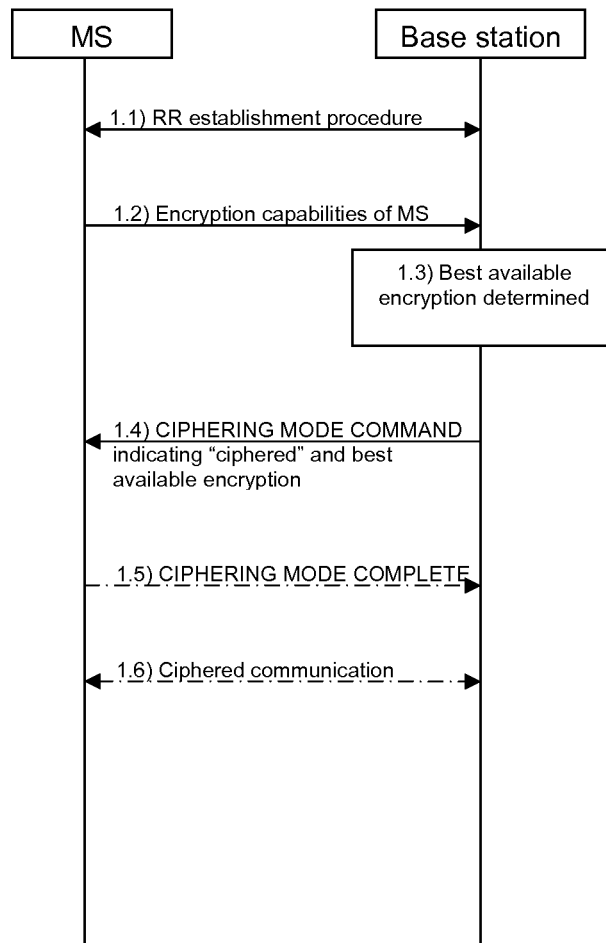 MS
Base station
1.1) RR establishment procedure
1.2) Encryption capabilities of MS
1.3) Best available
encryption determined
1.4) CIPHERING MODE COMMAND
indicating “ciphered” and best
available encryption
1.5) CIPHERING MODE COMPLETE
1.6) Ciphered communication